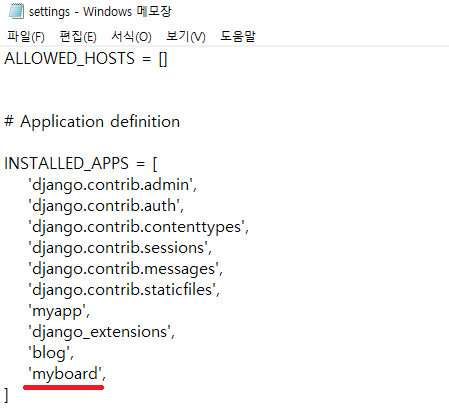 settings - Windows 메모장
파일(F) 편집(E) 서식(O) 보기(V) 도움말
ALLOWED_HOSTS = []
# Application definition
INSTALLED_APPS = [
'django.contrib.admin',
'django.contrib.auth',
'django.contrib.contenttypes',
'django.contrib.sessions',
'django.contrib.messages',
'django.contrib.staticfiles',
'myapp',
'django_extensions',
'blog',
'myboard',
]